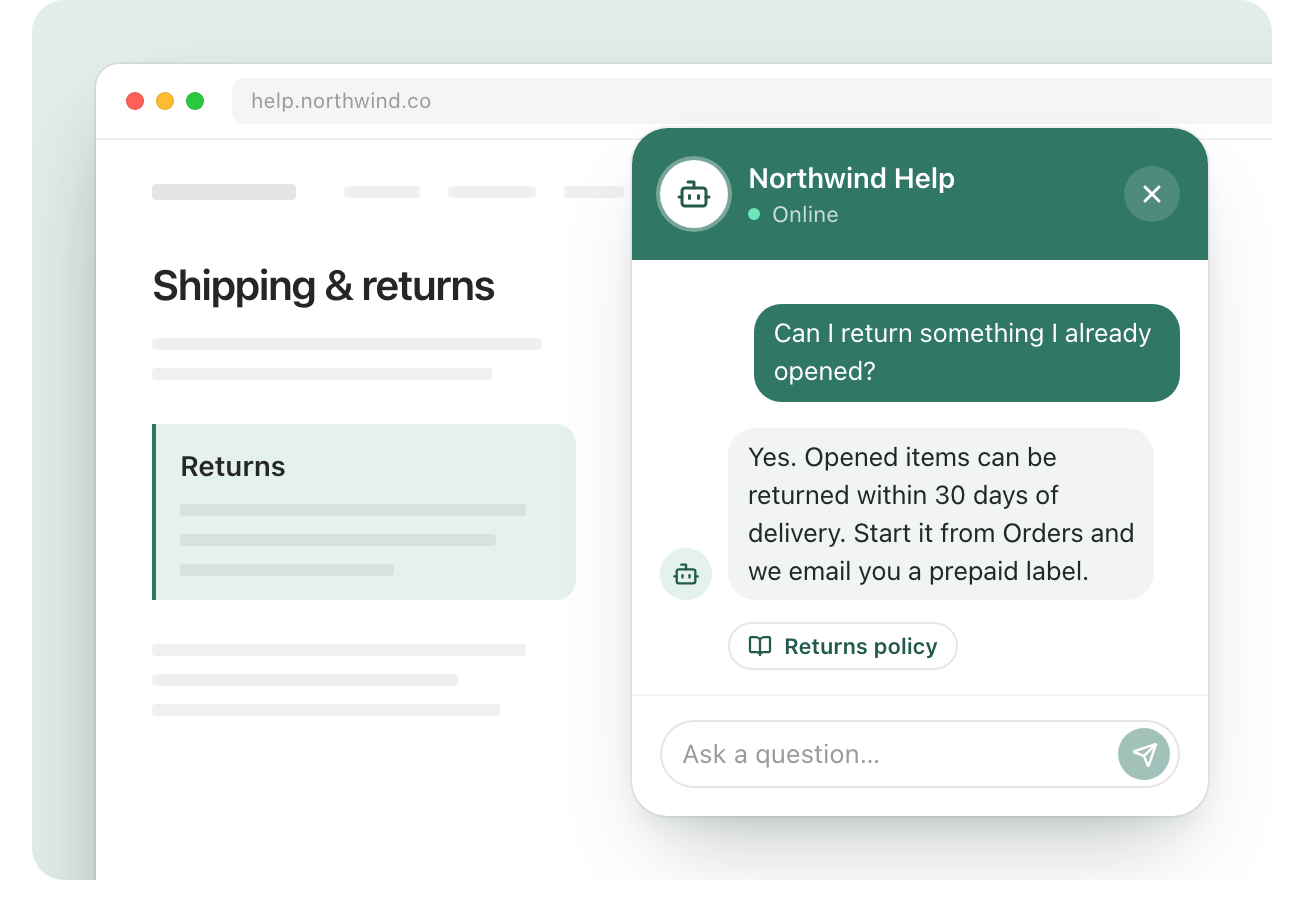 help.northwind.co
Shipping & returns
Returns
Northwind Help
Online
Can I return something I already
opened?
Yes. Opened items can be
returned within 30 days of
delivery. Start it from Orders and
we email you a prepaid label.
Returns policy
Ask a question...